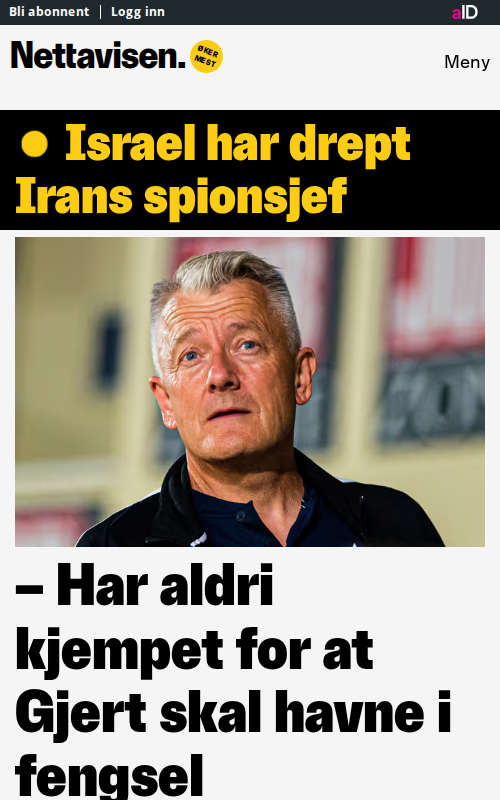 Bli abonnent
Logg inn
aID
Nettavisen.
ØKER
MEST
Meny
Israel har drept
Irans spionsjef
– Har aldri
kjempet for at
Gjert skal havne i
fengsel